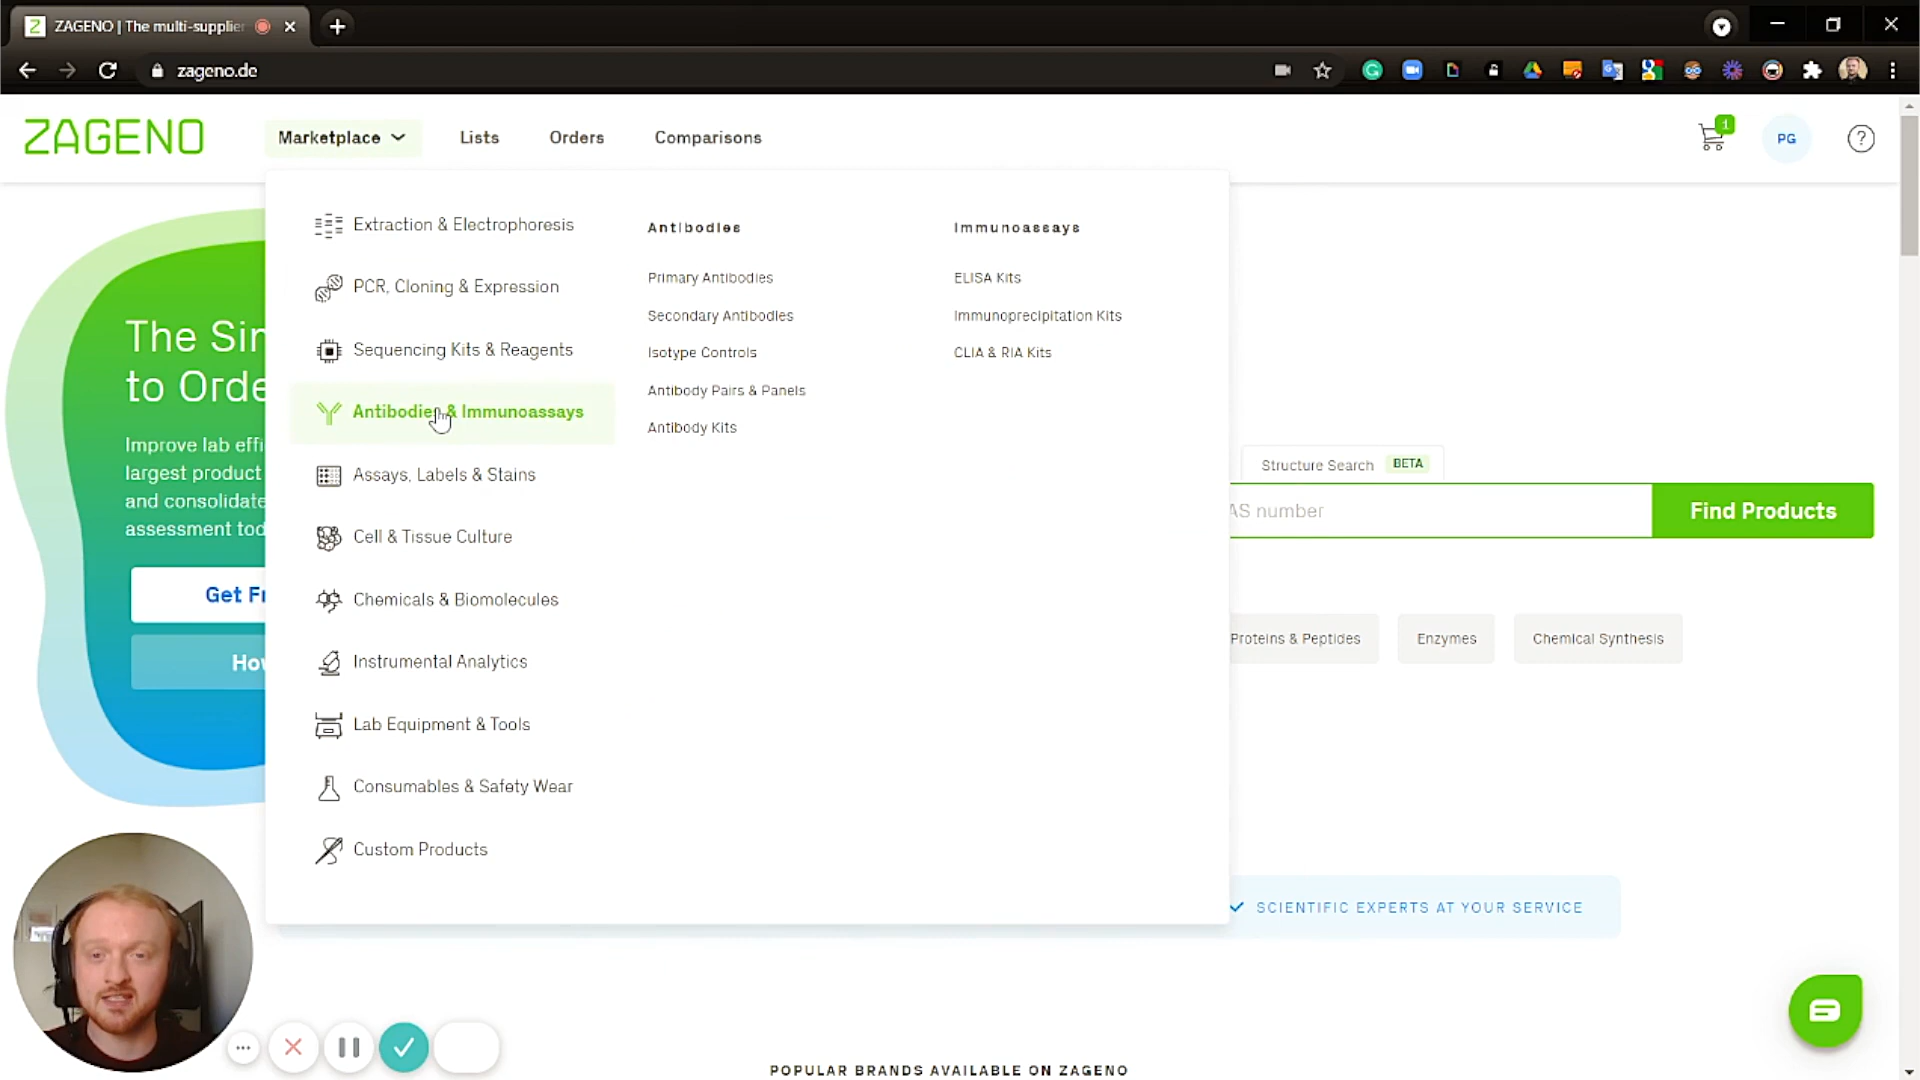 ZAGENO | The multi-supplier
zageno.de
ZAGENO
Marketplace
Lists
Orders
Comparisons
1
PG
?
Extraction & Electrophoresis
PCR, Cloning & Expression
Sequencing Kits & Reagents
Antibodies & Immunoassays
Assays, Labels & Stains
Cell & Tissue Culture
Chemicals & Biomolecules
Instrumental Analytics
Lab Equipment & Tools
Consumables & Safety Wear
Custom Products
Antibodies
Primary Antibodies
Secondary Antibodies
Isotype Controls
Antibody Pairs & Panels
Antibody Kits
Immunoassays
ELISA Kits
Immunoprecipitation Kits
CLIA & RIA Kits
The Sin
to Orde
Improve lab effi
largest product
and consolidate
assessment tod
Get Fr
How
Structure Search BETA
AS number
Find Products
Proteins & Peptides
Enzymes
Chemical Synthesis
SCIENTIFIC EXPERTS AT YOUR SERVICE
POPULAR BRANDS AVAILABLE ON ZAGENO